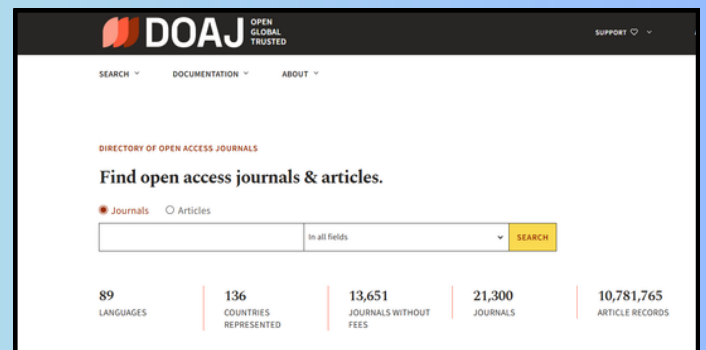 DOAJ
OPEN
GLOBAL
TRUSTED
SUPPORT
SEARCH DOCUMENTATION ABOUT
DIRECTORY OF OPEN ACCESS JOURNALS
Find open access journals & articles.
Journals Articles
In all fields SEARCH
89 136 13,651 21,300 10,781,765
LANGUAGES COUNTRIES JOURNALS WITHOUT JOURNALS ARTICLE RECORDS
REPRESENTED FEES